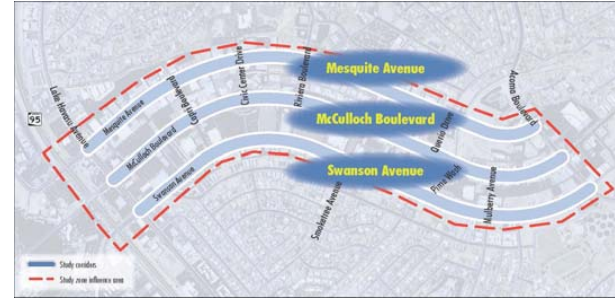 Mesquite Avenue
McCulloch Boulevard
Swanson Avenue
Lake Havasu Avenue
95
Mesquite Avenue
McCulloch Boulevard
Swanson Avenue
Capri Boulevard
Civic Center Drive
Riviera Boulevard
Smoketree Avenue
Querio Drive
Pima Wash
Mulberry Avenue
Acoma Boulevard
Study corridors
Study zone influence area